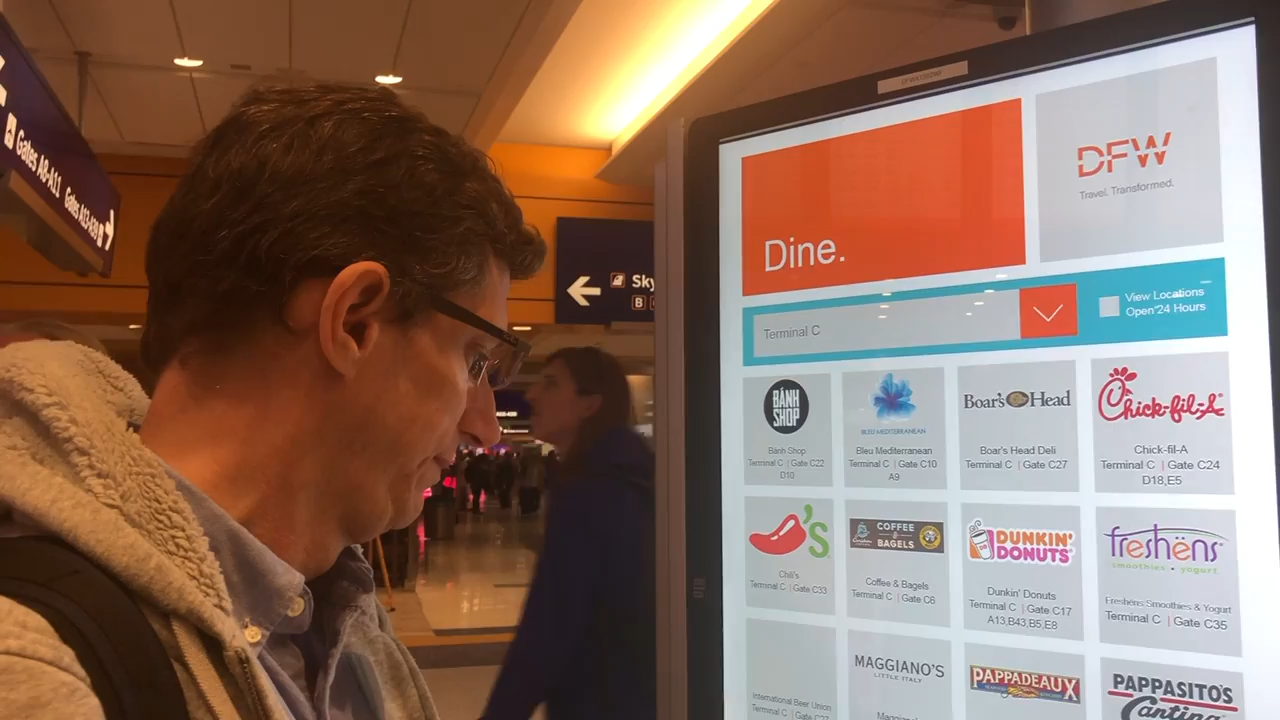 Gates A8-A11
Gates A13-A39
Sky
B
Dine.
DFW
Travel. Transformed.
Terminal C
View Locations
Open 24 Hours
BÁNH
SHOP
Bánh Shop
Terminal C | Gate C22
D10
BLEU MEDITERRANEAN
Bleu Mediterranean
Terminal C | Gate C10
A9
Boar's Head
Boar's Head Deli
Terminal C | Gate C27
Chick-fil-A
Chick-fil-A
Terminal C | Gate C24
D18,E5
'S
Chili's
Terminal C | Gate C33
COFFEE
BAGELS
Coffee & Bagels
Terminal C | Gate C6
DUNKIN'
DONUTS
Dunkin' Donuts
Terminal C | Gate C17
A13,B43,B5,E8
freshëns
smoothies • yogurt
Freshëns Smoothies & Yogurt
Terminal C | Gate C35
International Beer Union
Terminal C | Gate C27
MAGGIANO'S
LITTLE ITALY
PAPPADEAUX
PAPPASITO'S
Cantina